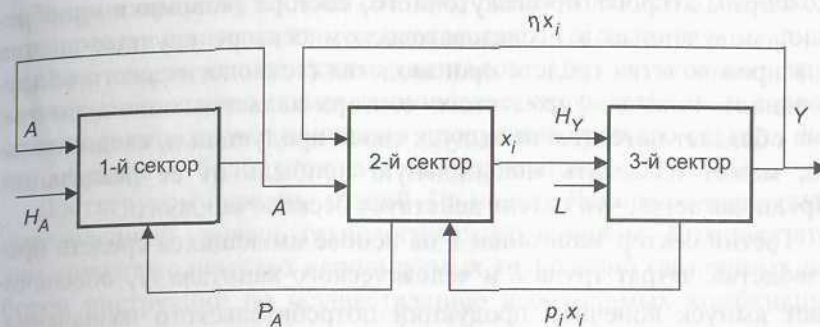 ηx_i
A
H_A
1-й сектор
A
2-й сектор
x_i
H_Y
L
3-й сектор
Y
P_A
p_i x_i